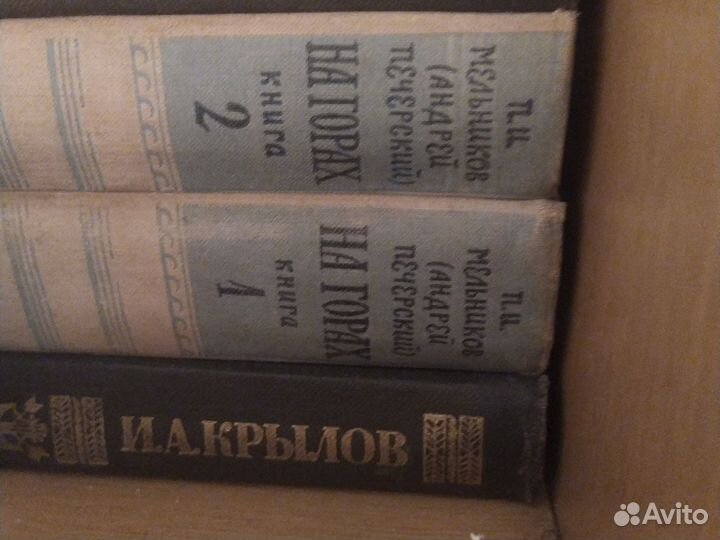 П.И.
МЕЛЬНИКОВ
(АНДРЕЙ
ПЕЧЕРСКИЙ)
НА ГОРАХ
книга
2
П.И.
МЕЛЬНИКОВ
(АНДРЕЙ
ПЕЧЕРСКИЙ)
НА ГОРАХ
книга
1
И.А.КРЫЛОВ
Avito